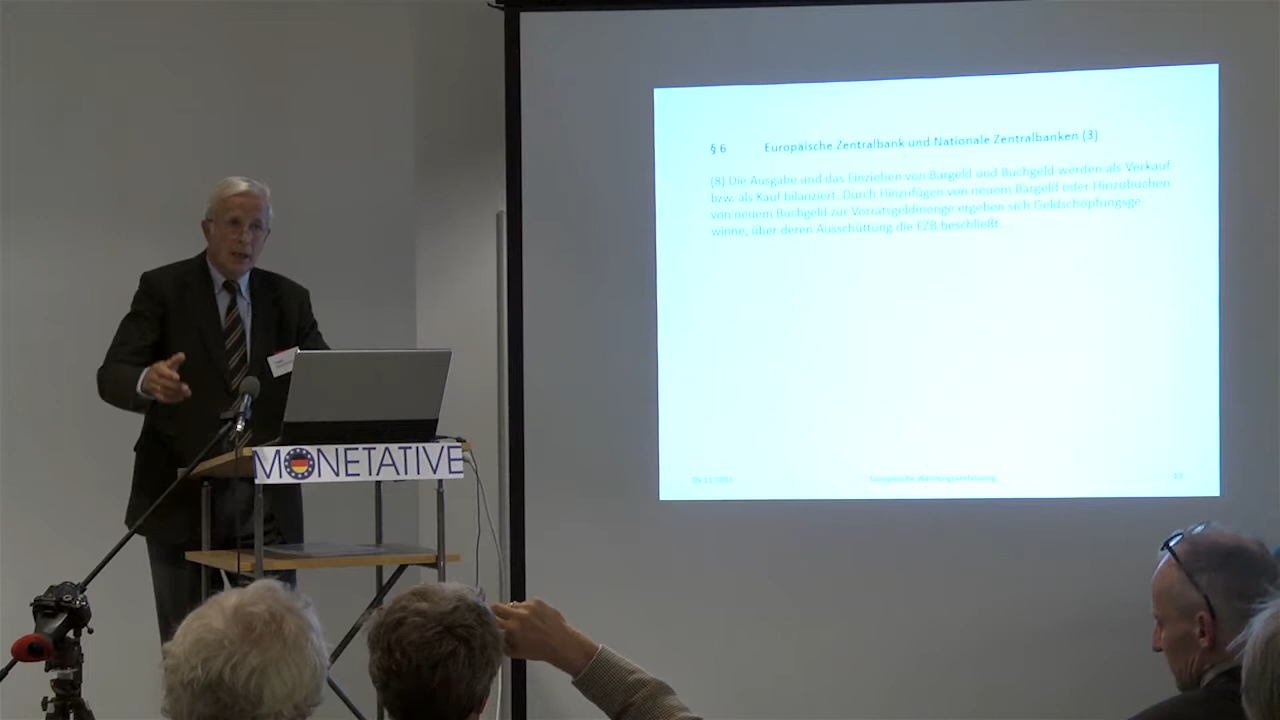 § 6 Europäische Zentralbank und Nationale Zentralbanken (3)
(8) Die Ausgabe und das Einziehen von Bargeld und Buchgeld werden als Verkauf
bzw. als Kauf bilanziert. Durch Hinzufügen von neuem Bargeld oder Hinzubuchen
von neuem Buchgeld zur Vorratsgeldmenge ergeben sich Geldschöpfungsge-
winne, über deren Ausschüttung die EZB beschließt.
Europäische
MONETATIVE